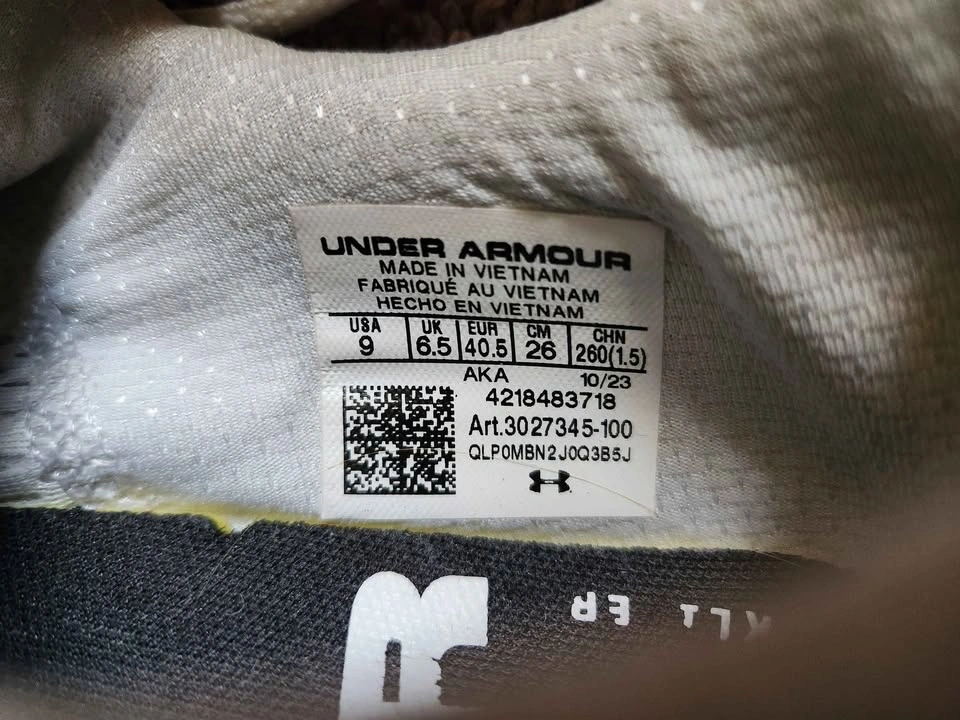 UNDER ARMOUR
MADE IN VIETNAM
FABRIQUÉ AU VIETNAM
HECHO EN VIETNAM
USA UK EUR CM CHN
9 6.5 40.5 26 260(1.5)
AKA 10/23
4218483718
Art.3027345-100
QLP0MBN2J0Q3B5J